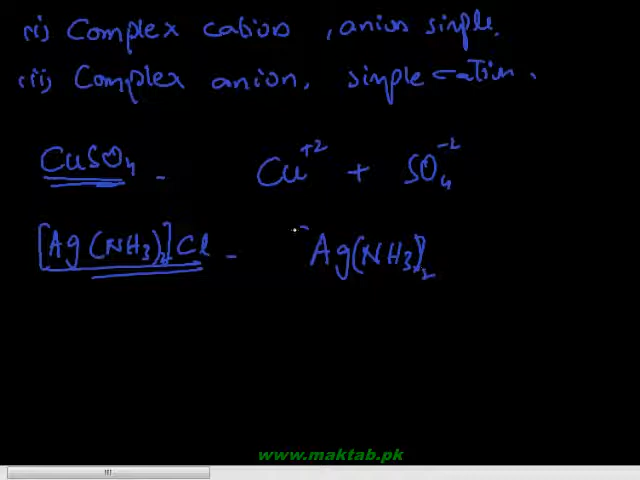 (i) Complex cation , anion simple.
(ii) Complex anion, simple cation.
CuSO4 - Cu+2 + SO4-2
[Ag(NH3)2]Cl - Ag(NH3)2
www.maktab.pk